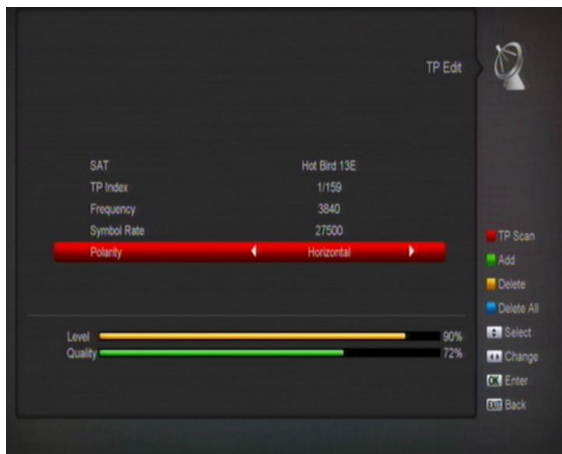 TP Edit
SAT Hot Bird 13E
TP Index 1/159
Frequency 3840
Symbol Rate 27500
Polarity Horizontal
Level 90%
Quality 72%
TP Scan
Add
Delete
Delete All
Select
Change
OK Enter
EXIT Back